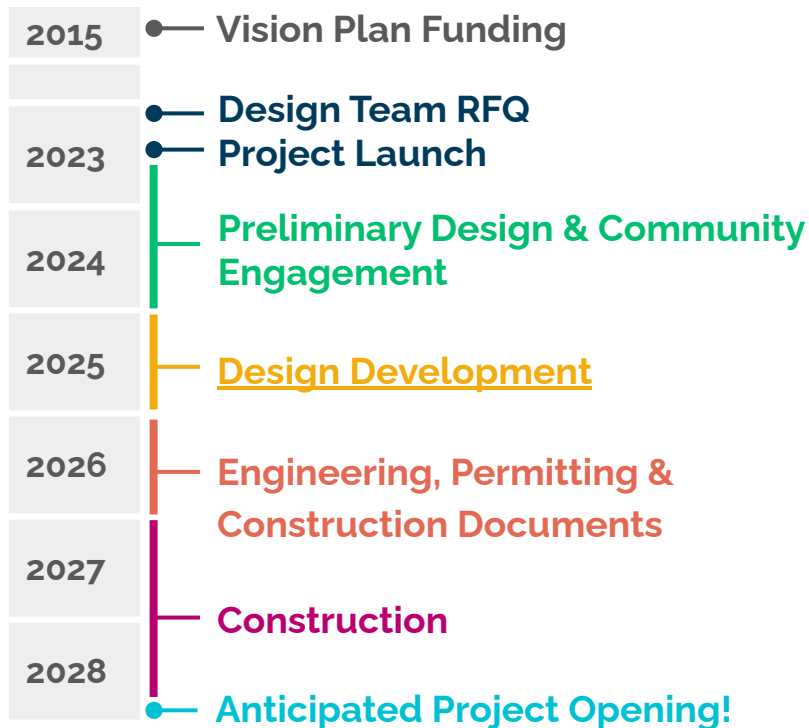 2015 Vision Plan Funding
Design Team RFQ
2023 Project Launch
Preliminary Design & Community
2024 Engagement
2025 Design Development
2026 Engineering, Permitting &
Construction Documents
2027
Construction
2028
Anticipated Project Opening!